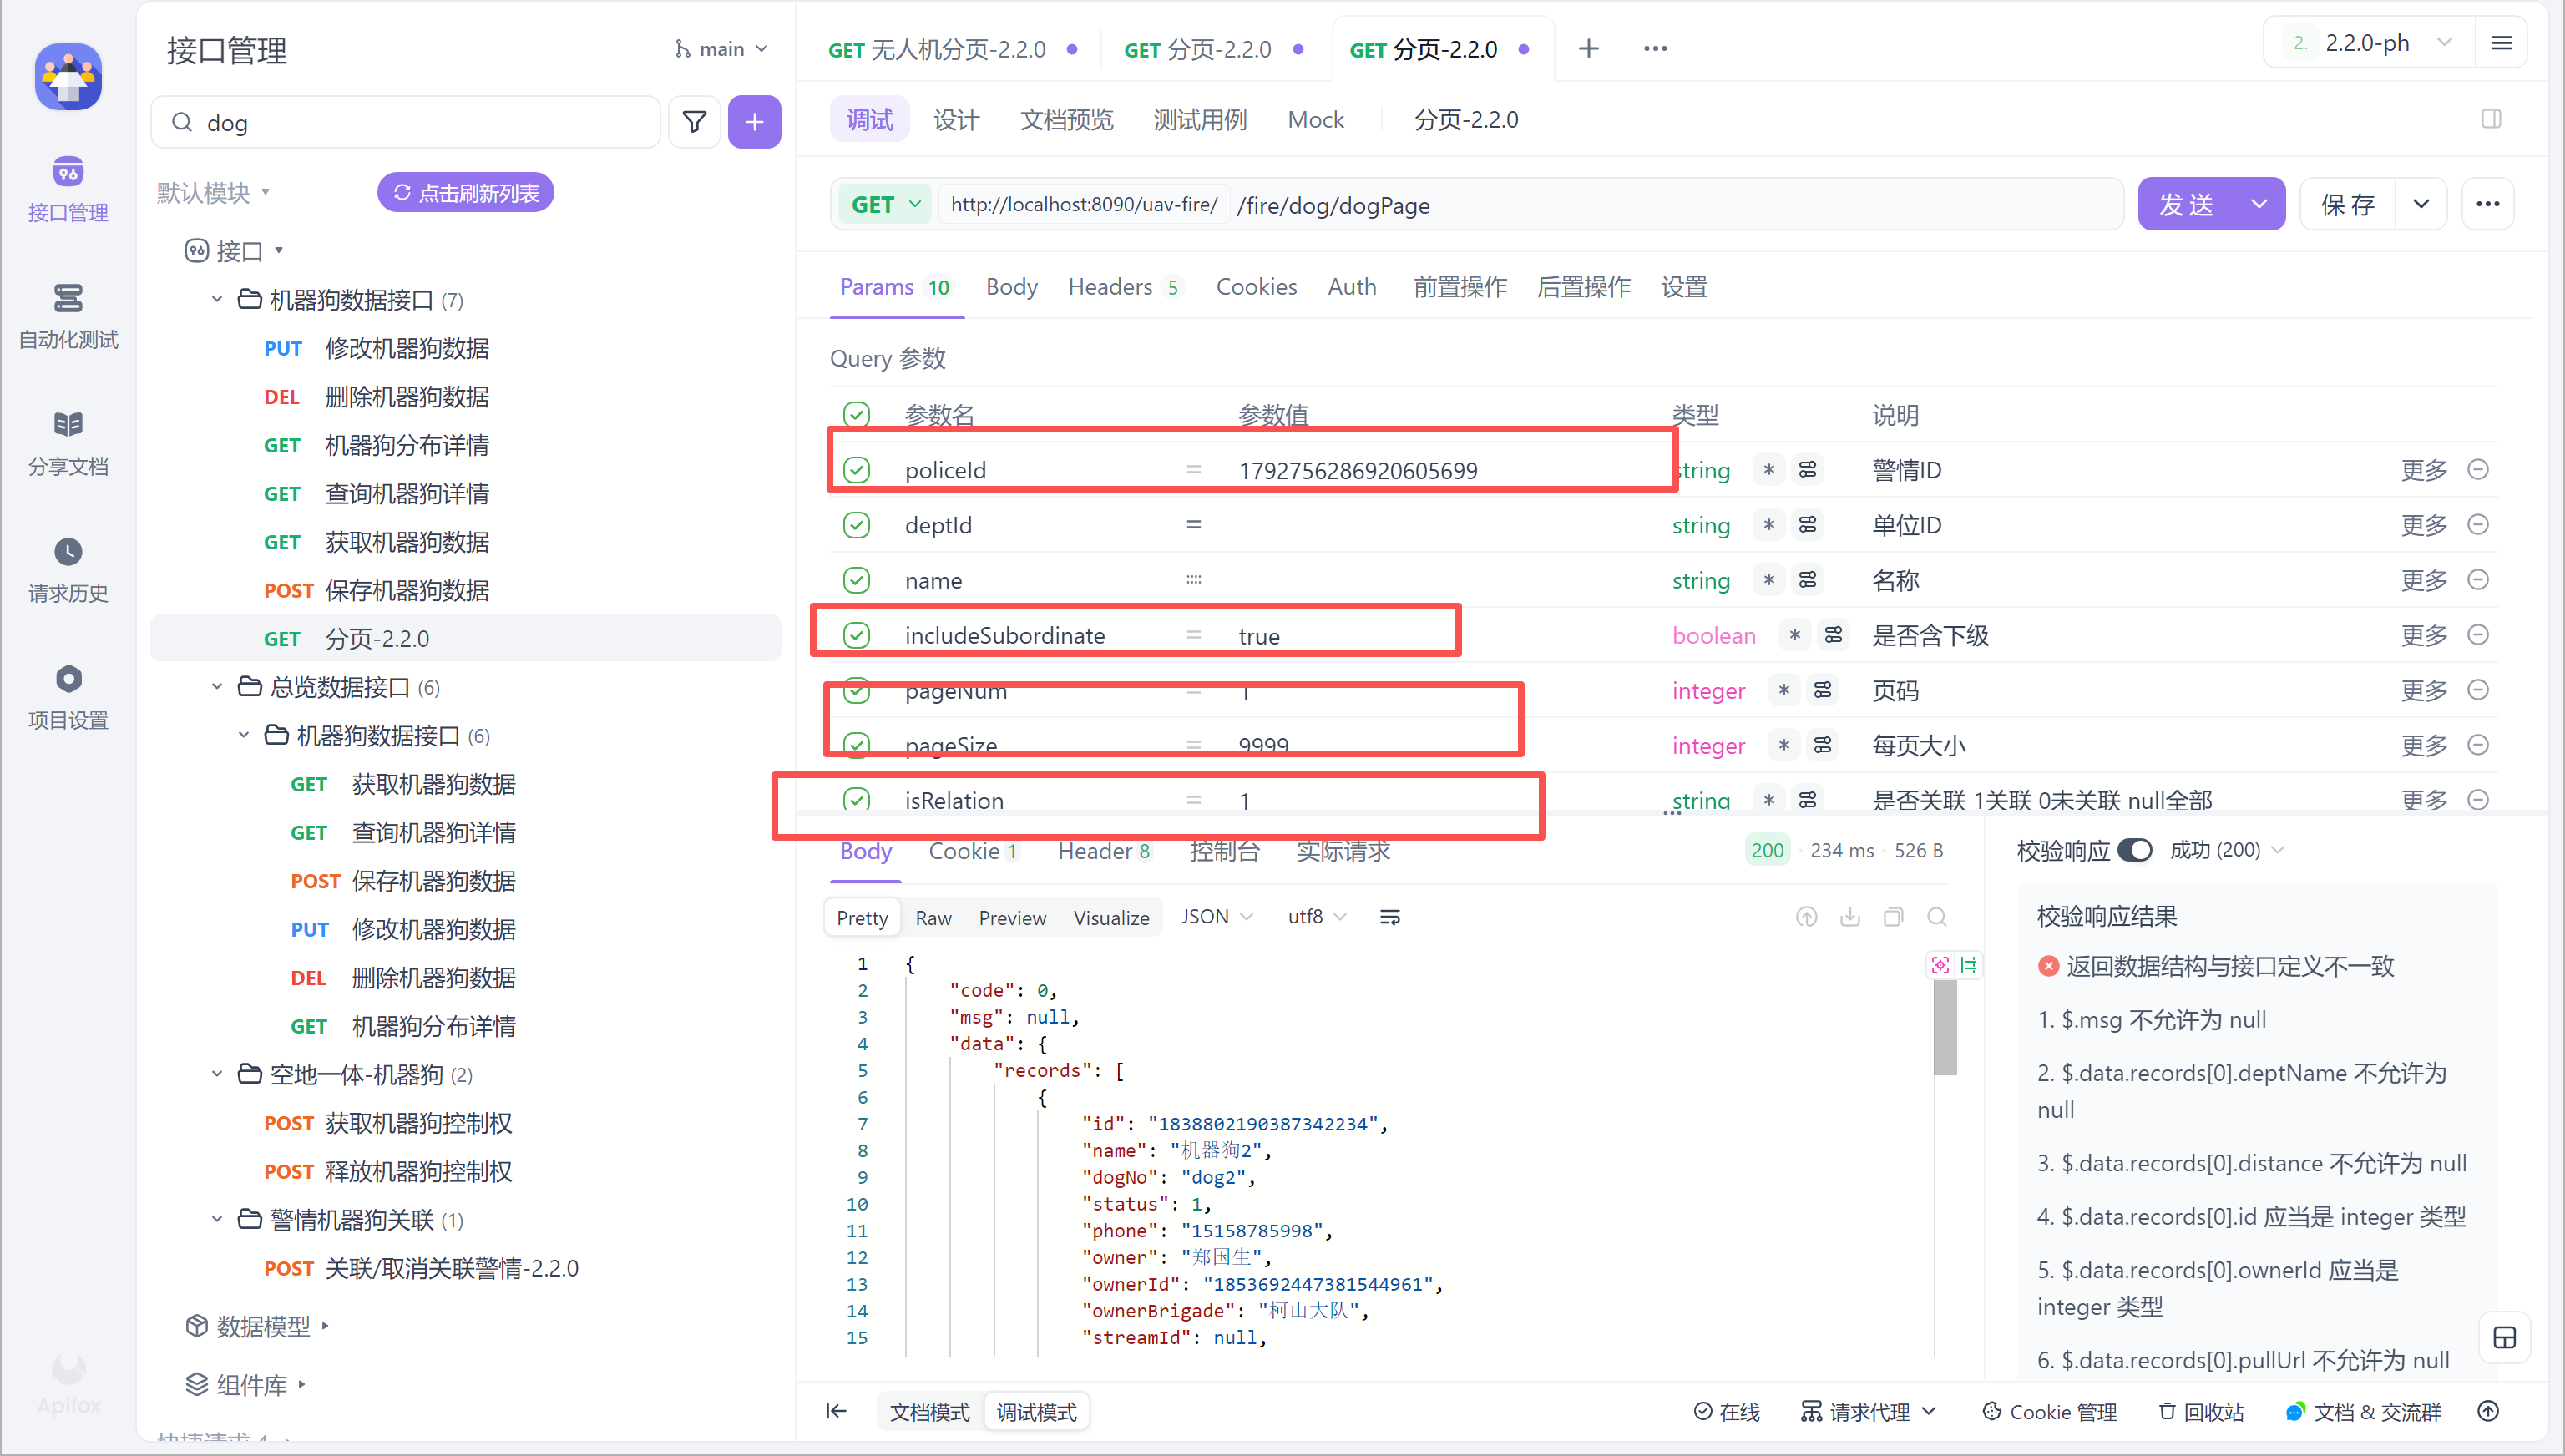 接口管理
main
dog
默认模块
点击刷新列表
接口
机器狗数据接口 (7)
PUT 修改机器狗数据
DEL 删除机器狗数据
GET 机器狗分布详情
GET 查询机器狗详情
GET 获取机器狗数据
POST 保存机器狗数据
GET 分页-2.2.0
总览数据接口 (6)
机器狗数据接口 (6)
GET 获取机器狗数据
GET 查询机器狗详情
POST 保存机器狗数据
PUT 修改机器狗数据
DEL 删除机器狗数据
GET 机器狗分布详情
空地一体-机器狗 (2)
POST 获取机器狗控制权
POST 释放机器狗控制权
警情机器狗关联 (1)
POST 关联/取消关联警情-2.2.0
数据模型
组件库
接口管理
自动化测试
分享文档
请求历史
项目设置
Apifox
GET 无人机分页-2.2.0
GET 分页-2.2.0
GET 分页-2.2.0
2. 2.2.0-ph
调试 设计 文档预览 测试用例 Mock 分页-2.2.0
GET http://localhost:8090/uav-fire/ /fire/dog/dogPage
发 送
保 存
Params 10 Body Headers 5 Cookies Auth 前置操作 后置操作 设置
Query 参数
参数名 参数值 类型 说明
policeId = 1792756286920605699 string * 警情ID 更多
deptId = string * 单位ID 更多
name string * 名称 更多
includeSubordinate = true boolean * 是否含下级 更多
pageNum = 1 integer * 页码 更多
pageSize = 9999 integer * 每页大小 更多
isRelation = 1 string * 是否关联 1关联 0未关联 null全部 更多
Body Cookie 1 Header 8 控制台 实际请求
200 · 234 ms · 526 B
Pretty Raw Preview Visualize JSON utf8
1 {
2 "code": 0,
3 "msg": null,
4 "data": {
5 "records": [
6 {
7 "id": "1838802190387342234",
8 "name": "机器狗2",
9 "dogNo": "dog2",
10 "status": 1,
11 "phone": "15158785998",
12 "owner": "郑国生",
13 "ownerId": "1853692447381544961",
14 "ownerBrigade": "柯山大队",
15 "streamId": null,
校验响应 成功 (200)
校验响应结果
返回数据结构与接口定义不一致
1. $.msg 不允许为 null
2. $.data.records[0].deptName 不允许为
null
3. $.data.records[0].distance 不允许为 null
4. $.data.records[0].id 应当是 integer 类型
5. $.data.records[0].ownerId 应当是
integer 类型
6. $.data.records[0].pullUrl 不允许为 null
文档模式 调试模式
在线 请求代理 Cookie 管理 回收站 文档 & 交流群